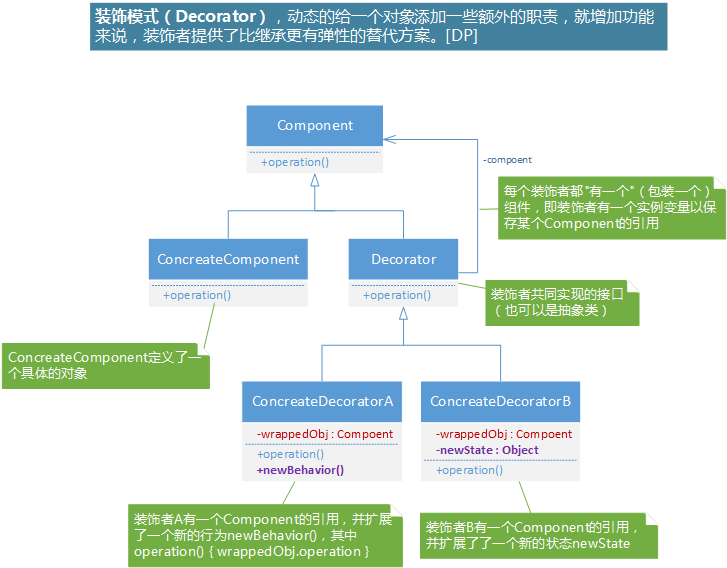 装饰模式（Decorator），动态的给一个对象添加一些额外的职责，就增加功能
来说，装饰者提供了比继承更有弹性的替代方案。[DP]
Component
+operation()
-compoent
每个装饰者都"有一个"（包装一个）
组件，即装饰者有一个实例变量以保
存某个Component的引用
ConcreateComponent
+operation()
Decorator
+operation()
装饰者共同实现的接口
（也可以是抽象类）
ConcreateComponent定义了一
个具体的对象
ConcreateDecoratorA
-wrappedObj : Compoent
+operation()
+newBehavior()
ConcreateDecoratorB
-wrappedObj : Compoent
-newState : Object
+operation()
装饰者A有一个Component的引用，并扩展
了一个新的行为newBehavior()，其中
operation() { wrappedObj.operation }
装饰者B有一个Component的引用，
并扩展了了一个新的状态newState